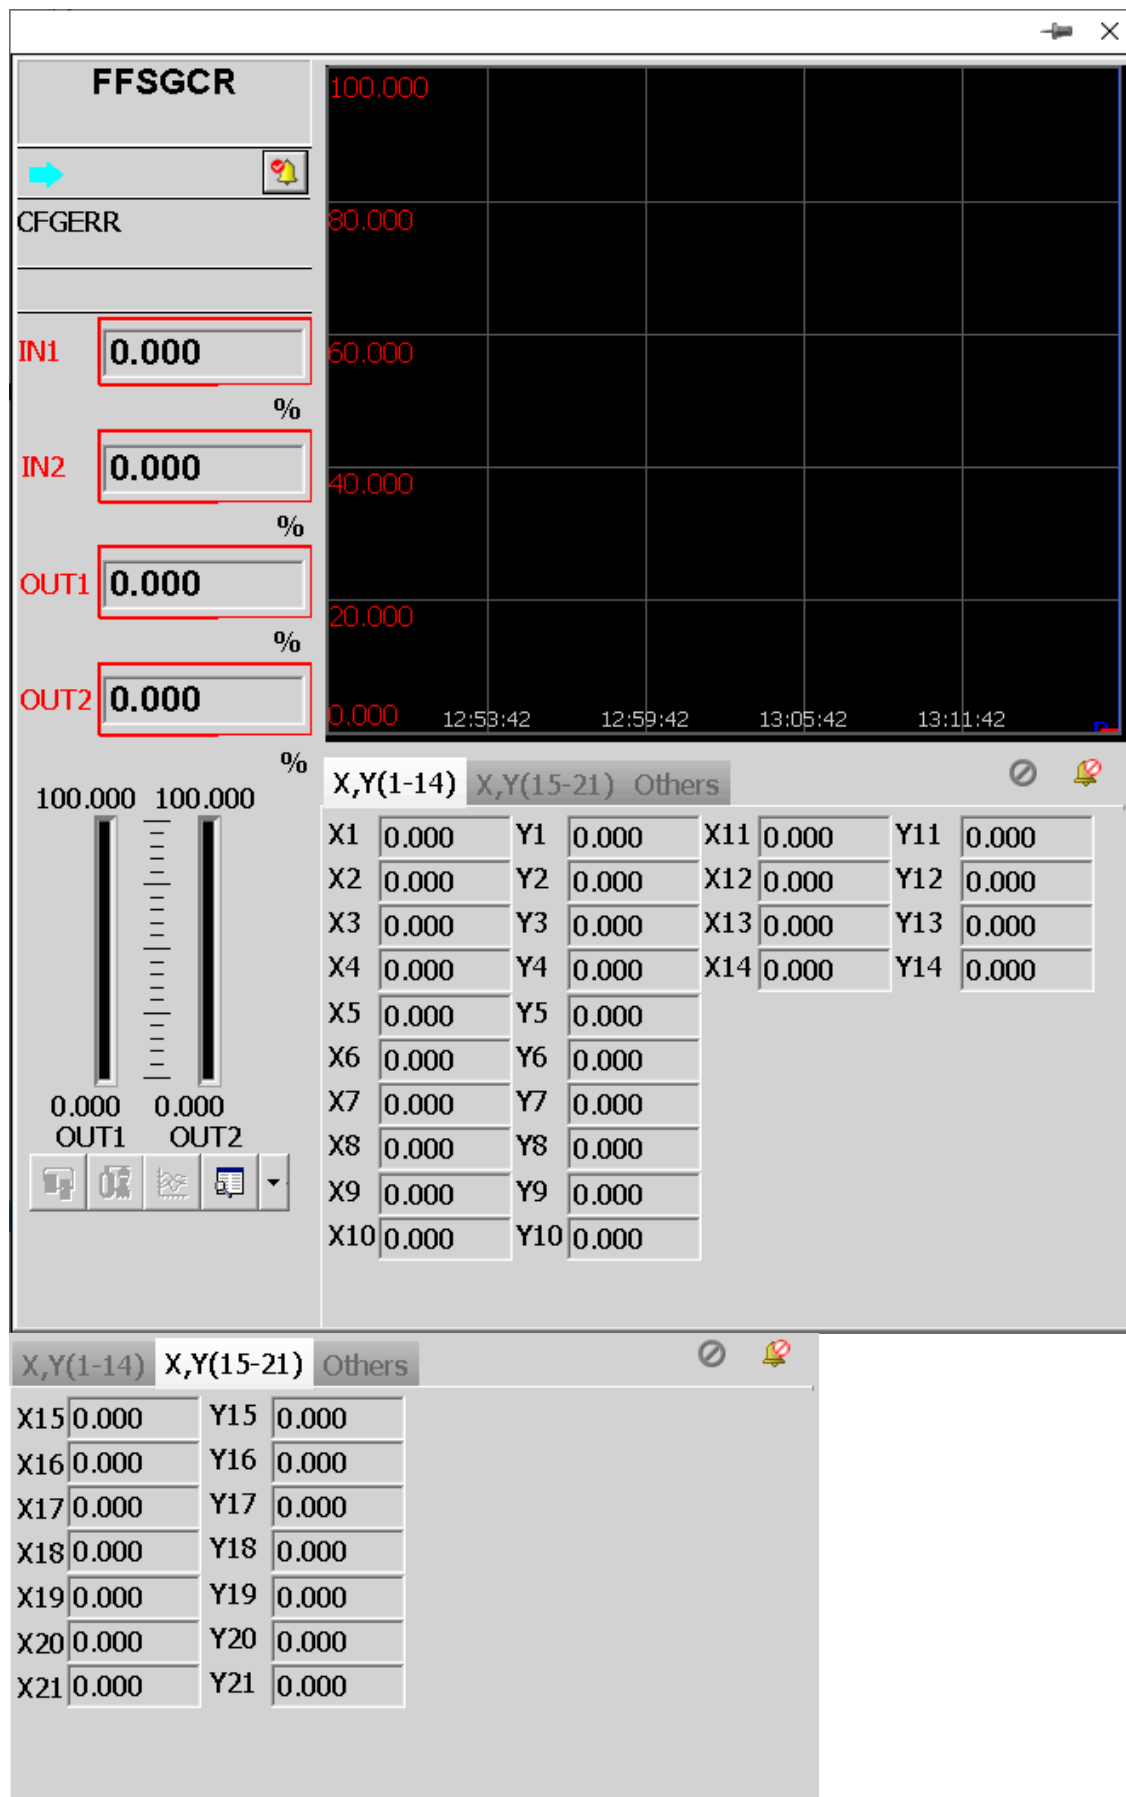 FFSGCR
CFGERR
IN1 0.000
%
IN2 0.000
%
OUT1 0.000
%
OUT2 0.000
%
100.000 100.000
0.000 0.000
OUT1 OUT2
100.000
80.000
60.000
40.000
20.000
0.000 12:53:42 12:59:42 13:05:42 13:11:42
X,Y(1-14) X,Y(15-21) Others
X1 0.000 Y1 0.000 X11 0.000 Y11 0.000
X2 0.000 Y2 0.000 X12 0.000 Y12 0.000
X3 0.000 Y3 0.000 X13 0.000 Y13 0.000
X4 0.000 Y4 0.000 X14 0.000 Y14 0.000
X5 0.000 Y5 0.000
X6 0.000 Y6 0.000
X7 0.000 Y7 0.000
X8 0.000 Y8 0.000
X9 0.000 Y9 0.000
X10 0.000 Y10 0.000
X,Y(1-14) X,Y(15-21) Others
X15 0.000 Y15 0.000
X16 0.000 Y16 0.000
X17 0.000 Y17 0.000
X18 0.000 Y18 0.000
X19 0.000 Y19 0.000
X20 0.000 Y20 0.000
X21 0.000 Y21 0.000